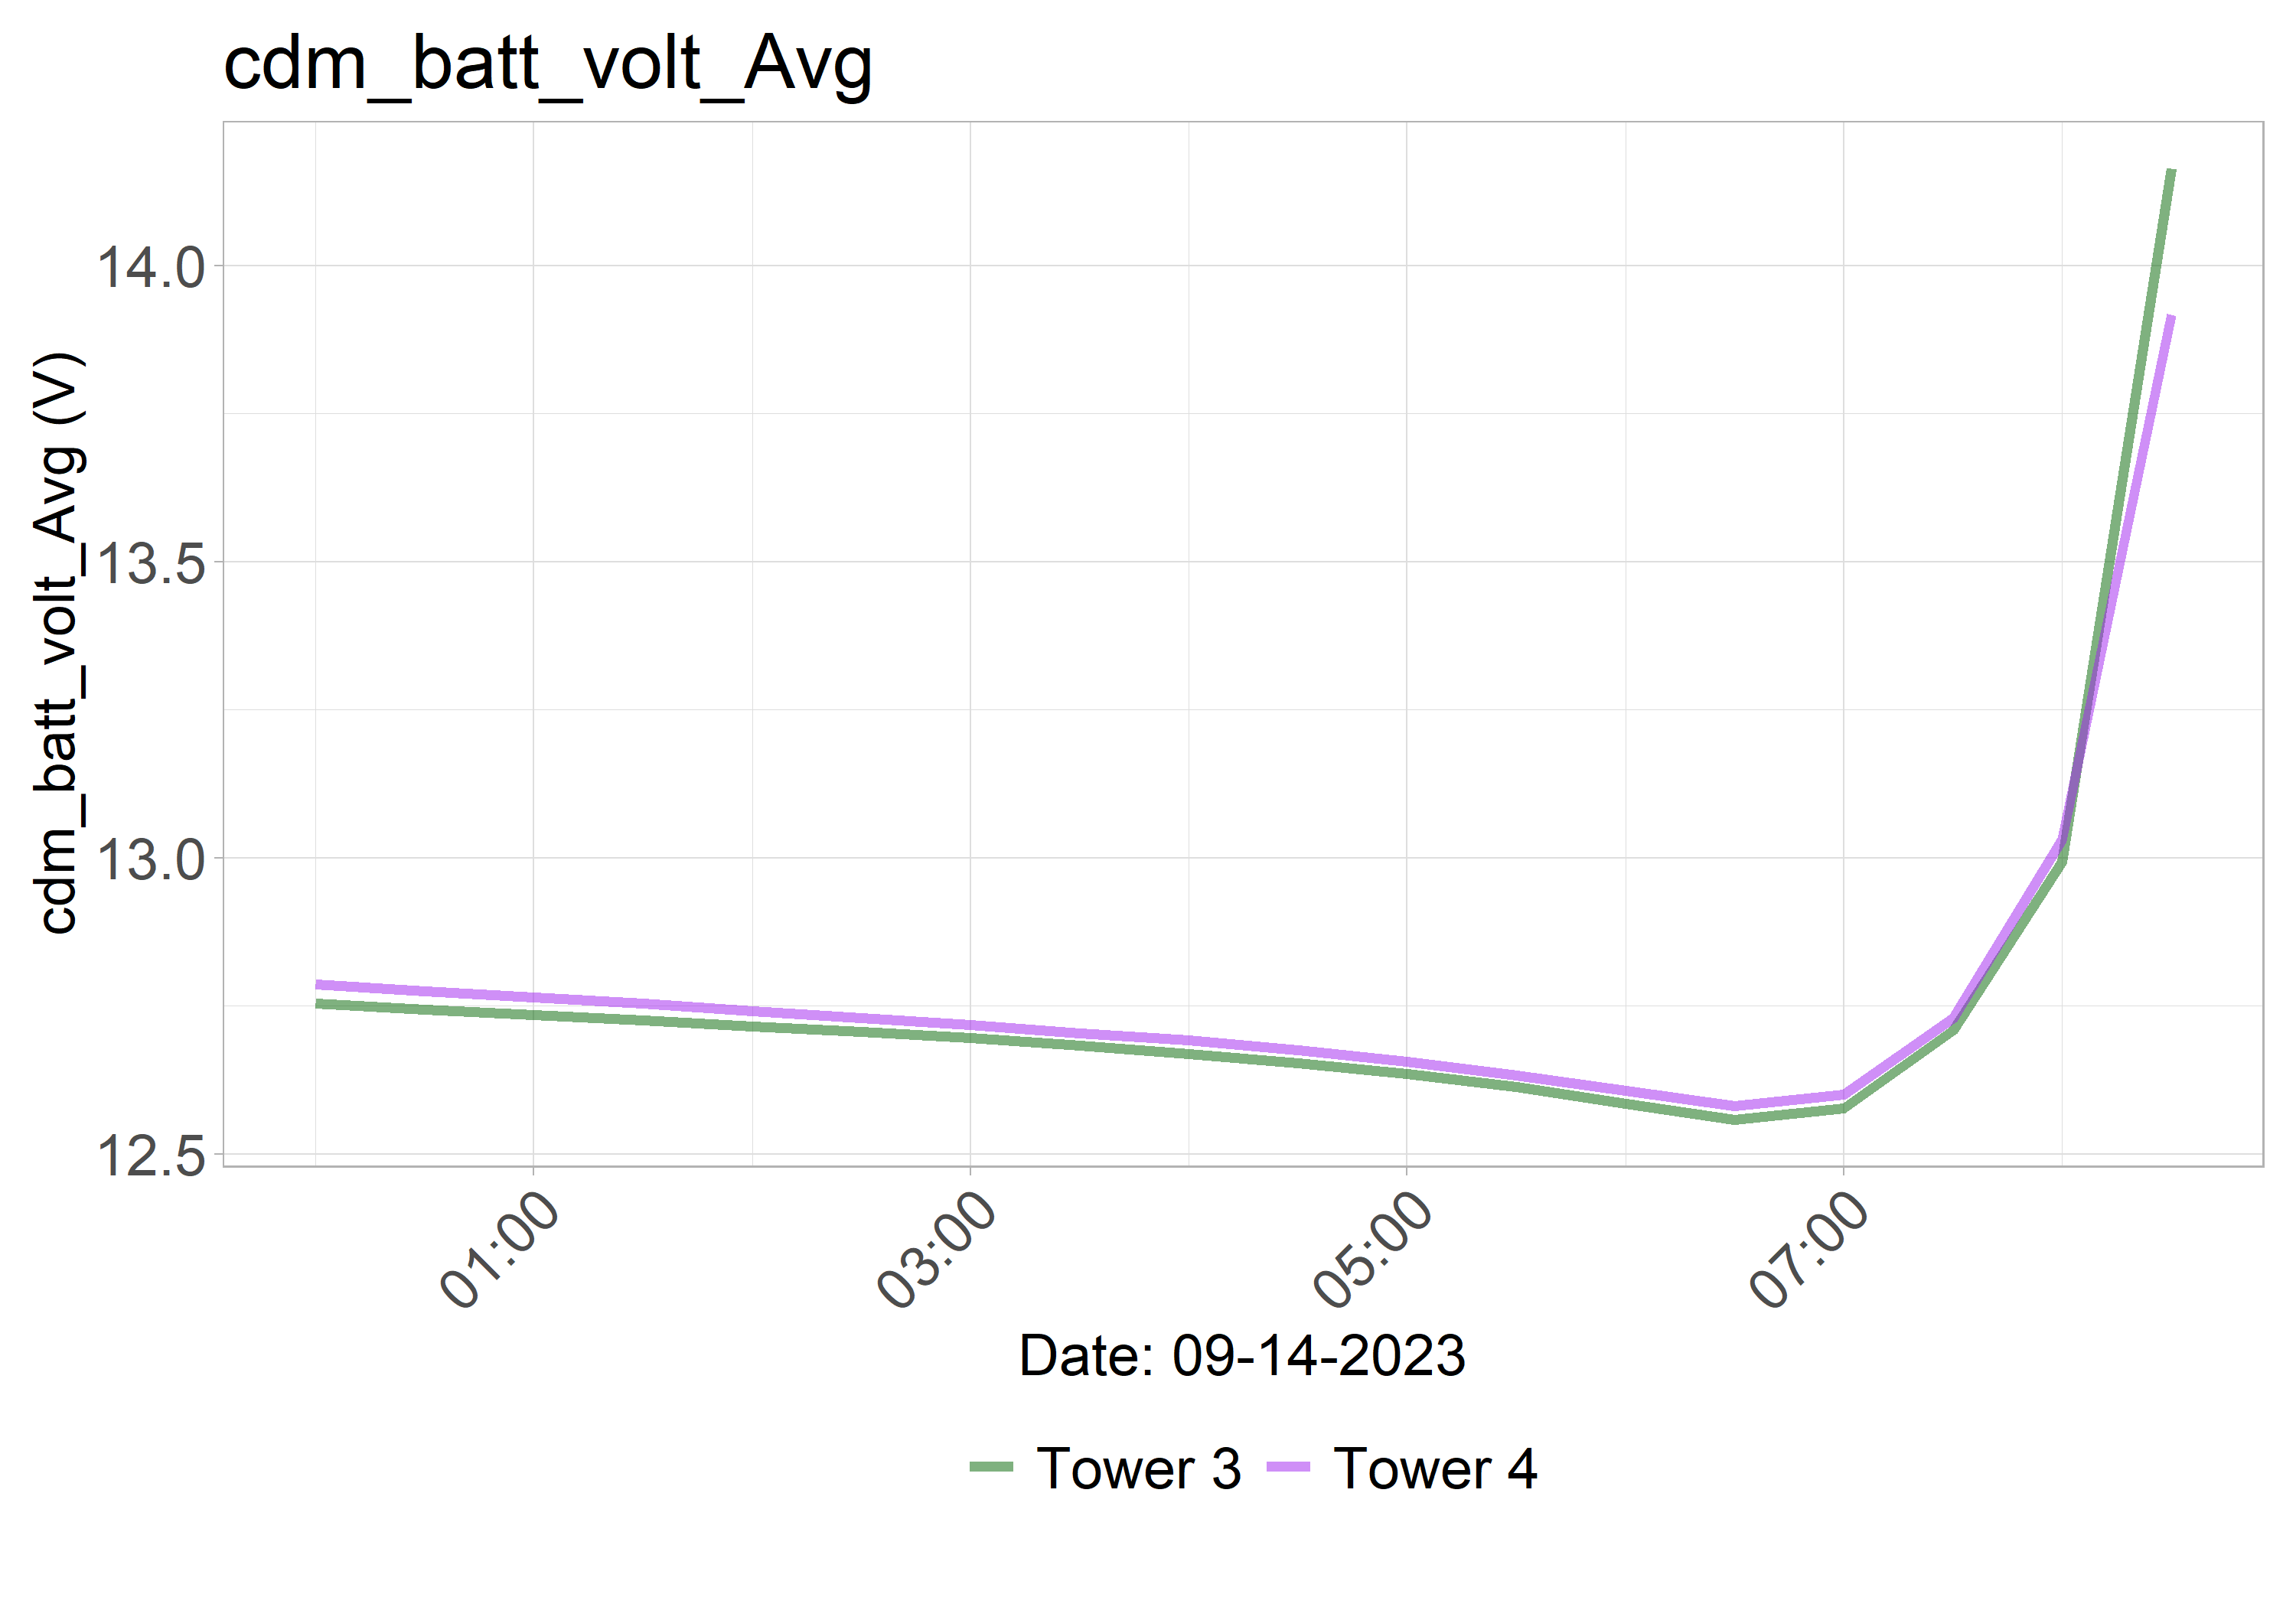 cdm_batt_volt_Avg
cdm_batt_volt_Avg (V)
14.0
13.5
13.0
12.5
01:00
03:00
05:00
07:00
Date: 09-14-2023
Tower 3
Tower 4